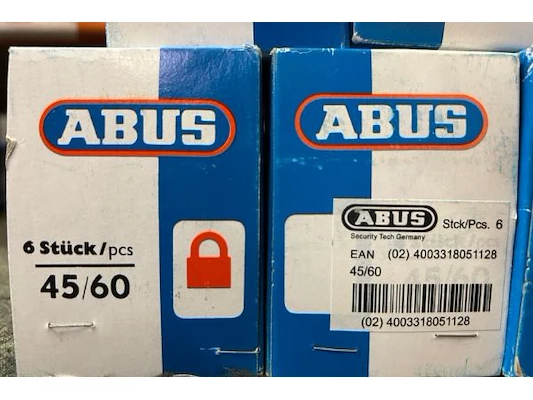 ABUS
6 Stück/pcs
45/60
ABUS
ABUS Stck/Pcs. 6
Security Tech Germany
EAN (02) 4003318051128
45/60
(02) 4003318051128